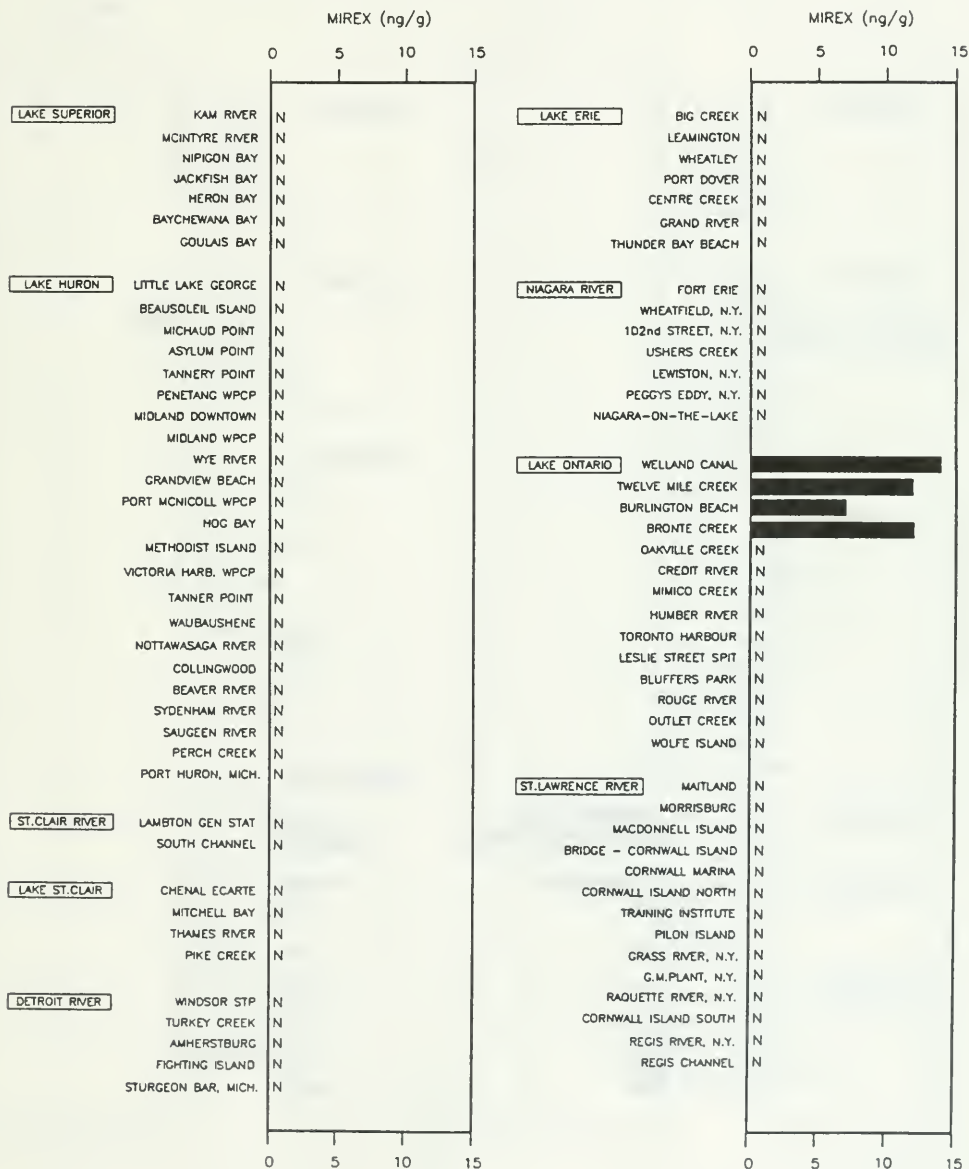 MIREX (ng/g)
0 5 10 15
LAKE SUPERIOR KAM RIVER N
MCINTYRE RIVER N
NIPIGON BAY N
JACKFISH BAY N
HERON BAY N
BAYCHEWANA BAY N
GOULAIS BAY N
LAKE HURON LITTLE LAKE GEORGE N
BEAUSOLEIL ISLAND N
MICHAUD POINT N
ASYLUM POINT N
TANNERY POINT N
PENETANG WPCP N
MIDLAND DOWNTOWN N
MIDLAND WPCP N
WYE RIVER N
GRANDVIEW BEACH N
PORT MCNICOLL WPCP N
HOG BAY N
METHODIST ISLAND N
VICTORIA HARB. WPCP N
TANNER POINT N
WAUBAUSHENE N
NOTTAWASAGA RIVER N
COLLINGWOOD N
BEAVER RIVER N
SYDENHAM RIVER N
SAUGEEN RIVER N
PERCH CREEK N
PORT HURON, MICH. N
ST.CLAIR RIVER LAMBTON GEN STAT N
SOUTH CHANNEL N
LAKE ST.CLAIR CHENAL ECARTE N
MITCHELL BAY N
THAMES RIVER N
PIKE CREEK N
DETROIT RIVER WINDSOR STP N
TURKEY CREEK N
AMHERSTBURG N
FIGHTING ISLAND N
STURGEON BAR, MICH. N
0 5 10 15
MIREX (ng/g)
0 5 10 15
LAKE ERIE BIG CREEK N
LEAMINGTON N
WHEATLEY N
PORT DOVER N
CENTRE CREEK N
GRAND RIVER N
THUNDER BAY BEACH N
NIAGARA RIVER FORT ERIE N
WHEATFIELD, N.Y. N
102nd STREET, N.Y. N
USHERS CREEK N
LEWISTON, N.Y. N
PEGGYS EDDY, N.Y. N
NIAGARA-ON-THE-LAKE N
LAKE ONTARIO WELLAND CANAL
TWELVE MILE CREEK
BURLINGTON BEACH
BRONTE CREEK
OAKVILLE CREEK N
CREDIT RIVER N
MIMICO CREEK N
HUMBER RIVER N
TORONTO HARBOUR N
LESLIE STREET SPIT N
BLUFFERS PARK N
ROUGE RIVER N
OUTLET CREEK N
WOLFE ISLAND N
ST.LAWRENCE RIVER MAITLAND N
MORRISBURG N
MACDONNELL ISLAND N
BRIDGE - CORNWALL ISLAND N
CORNWALL MARINA N
CORNWALL ISLAND NORTH N
TRAINING INSTITUTE N
PILON ISLAND N
GRASS RIVER, N.Y. N
G.M.PLANT, N.Y. N
RAQUETTE RIVER, N.Y. N
CORNWALL ISLAND SOUTH N
REGIS RIVER, N.Y. N
REGIS CHANNEL N
0 5 10 15